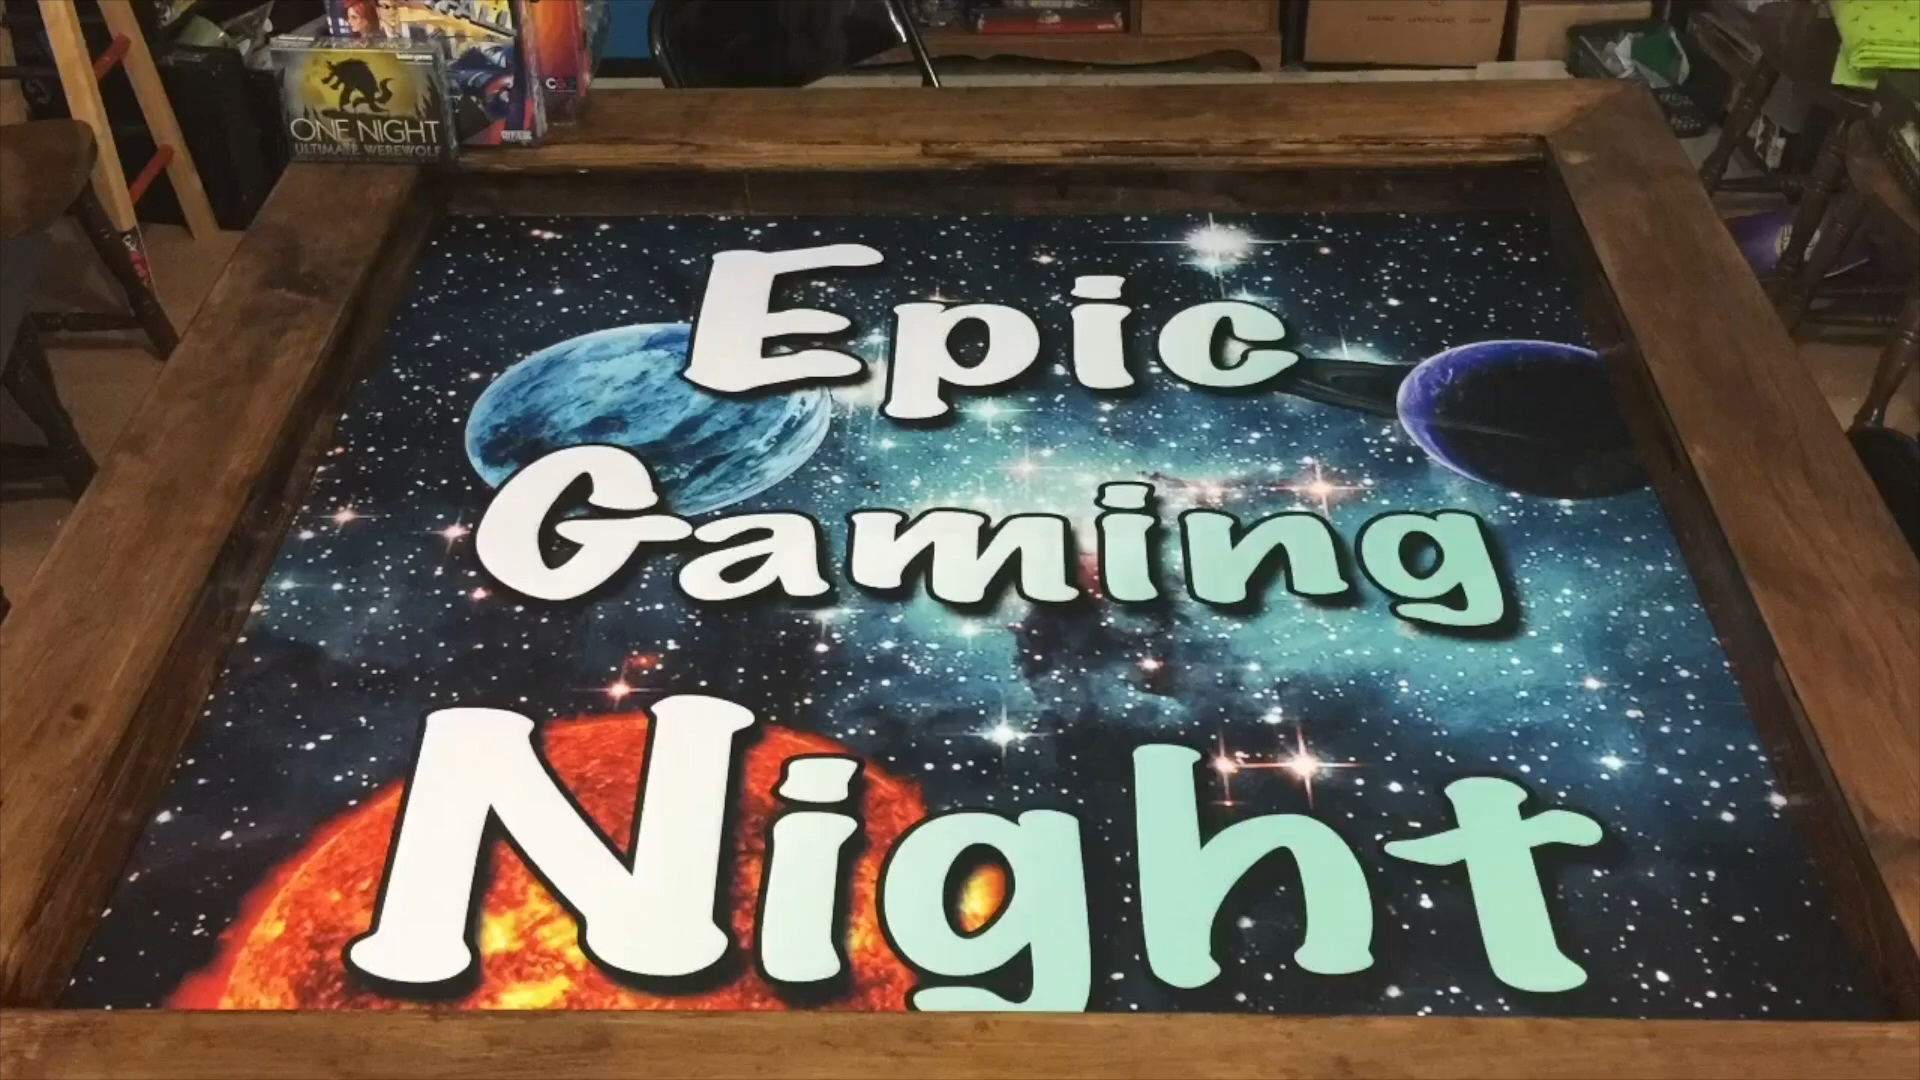 ONE NIGHT
ULTIMATE WEREWOLF
Epic
Gaming
Night